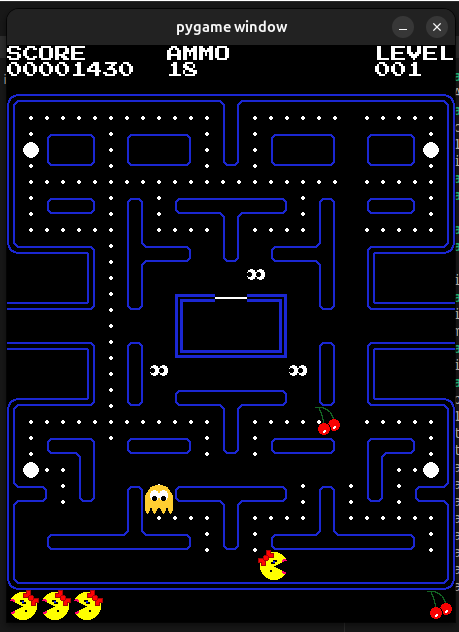 pygame window
SCORE AMMO LEVEL
00001430 18 001